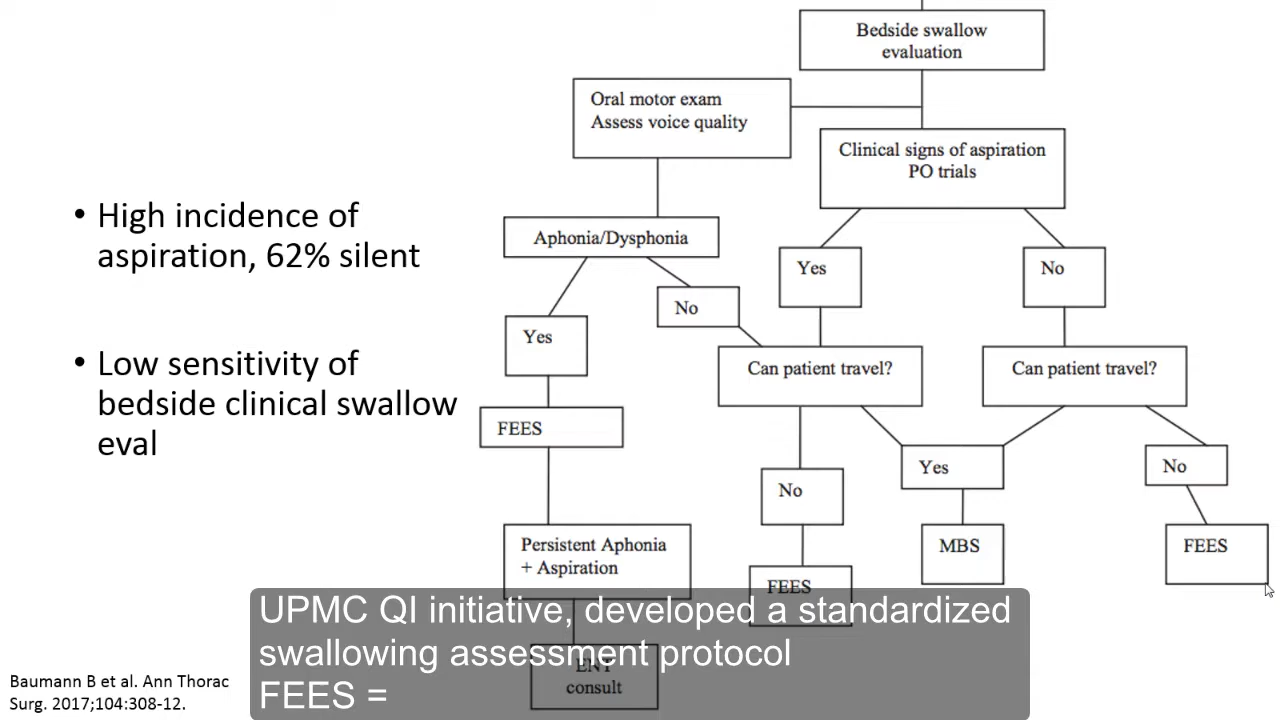 • High incidence of
aspiration, 62% silent
• Low sensitivity of
bedside clinical swallow
eval
Baumann B et al. Ann Thorac
Surg. 2017;104:308-12.
Bedside swallow
evaluation
Oral motor exam
Assess voice quality
Clinical signs of aspiration
PO trials
Aphonia/Dysphonia
Yes
No
Yes
No
Yes
No
Can patient travel?
Can patient travel?
FEES
No
Yes
No
Persistent Aphonia
+ Aspiration
FEES
MBS
FEES
ENT
consult
UPMC QI initiative, developed a standardized
swallowing assessment protocol
FEES =